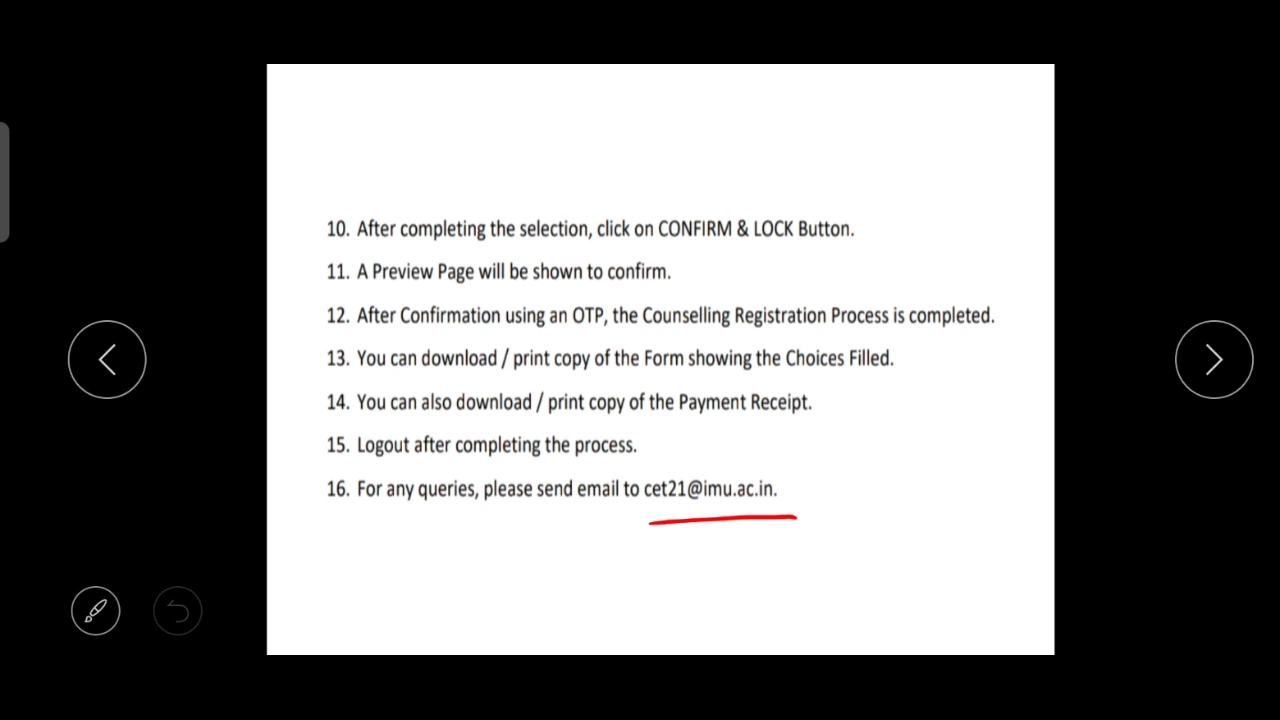 10. After completing the selection, click on CONFIRM & LOCK Button.
11. A Preview Page will be shown to confirm.
12. After Confirmation using an OTP, the Counselling Registration Process is completed.
13. You can download / print copy of the Form showing the Choices Filled.
14. You can also download / print copy of the Payment Receipt.
15. Logout after completing the process.
16. For any queries, please send email to cet21@imu.ac.in.